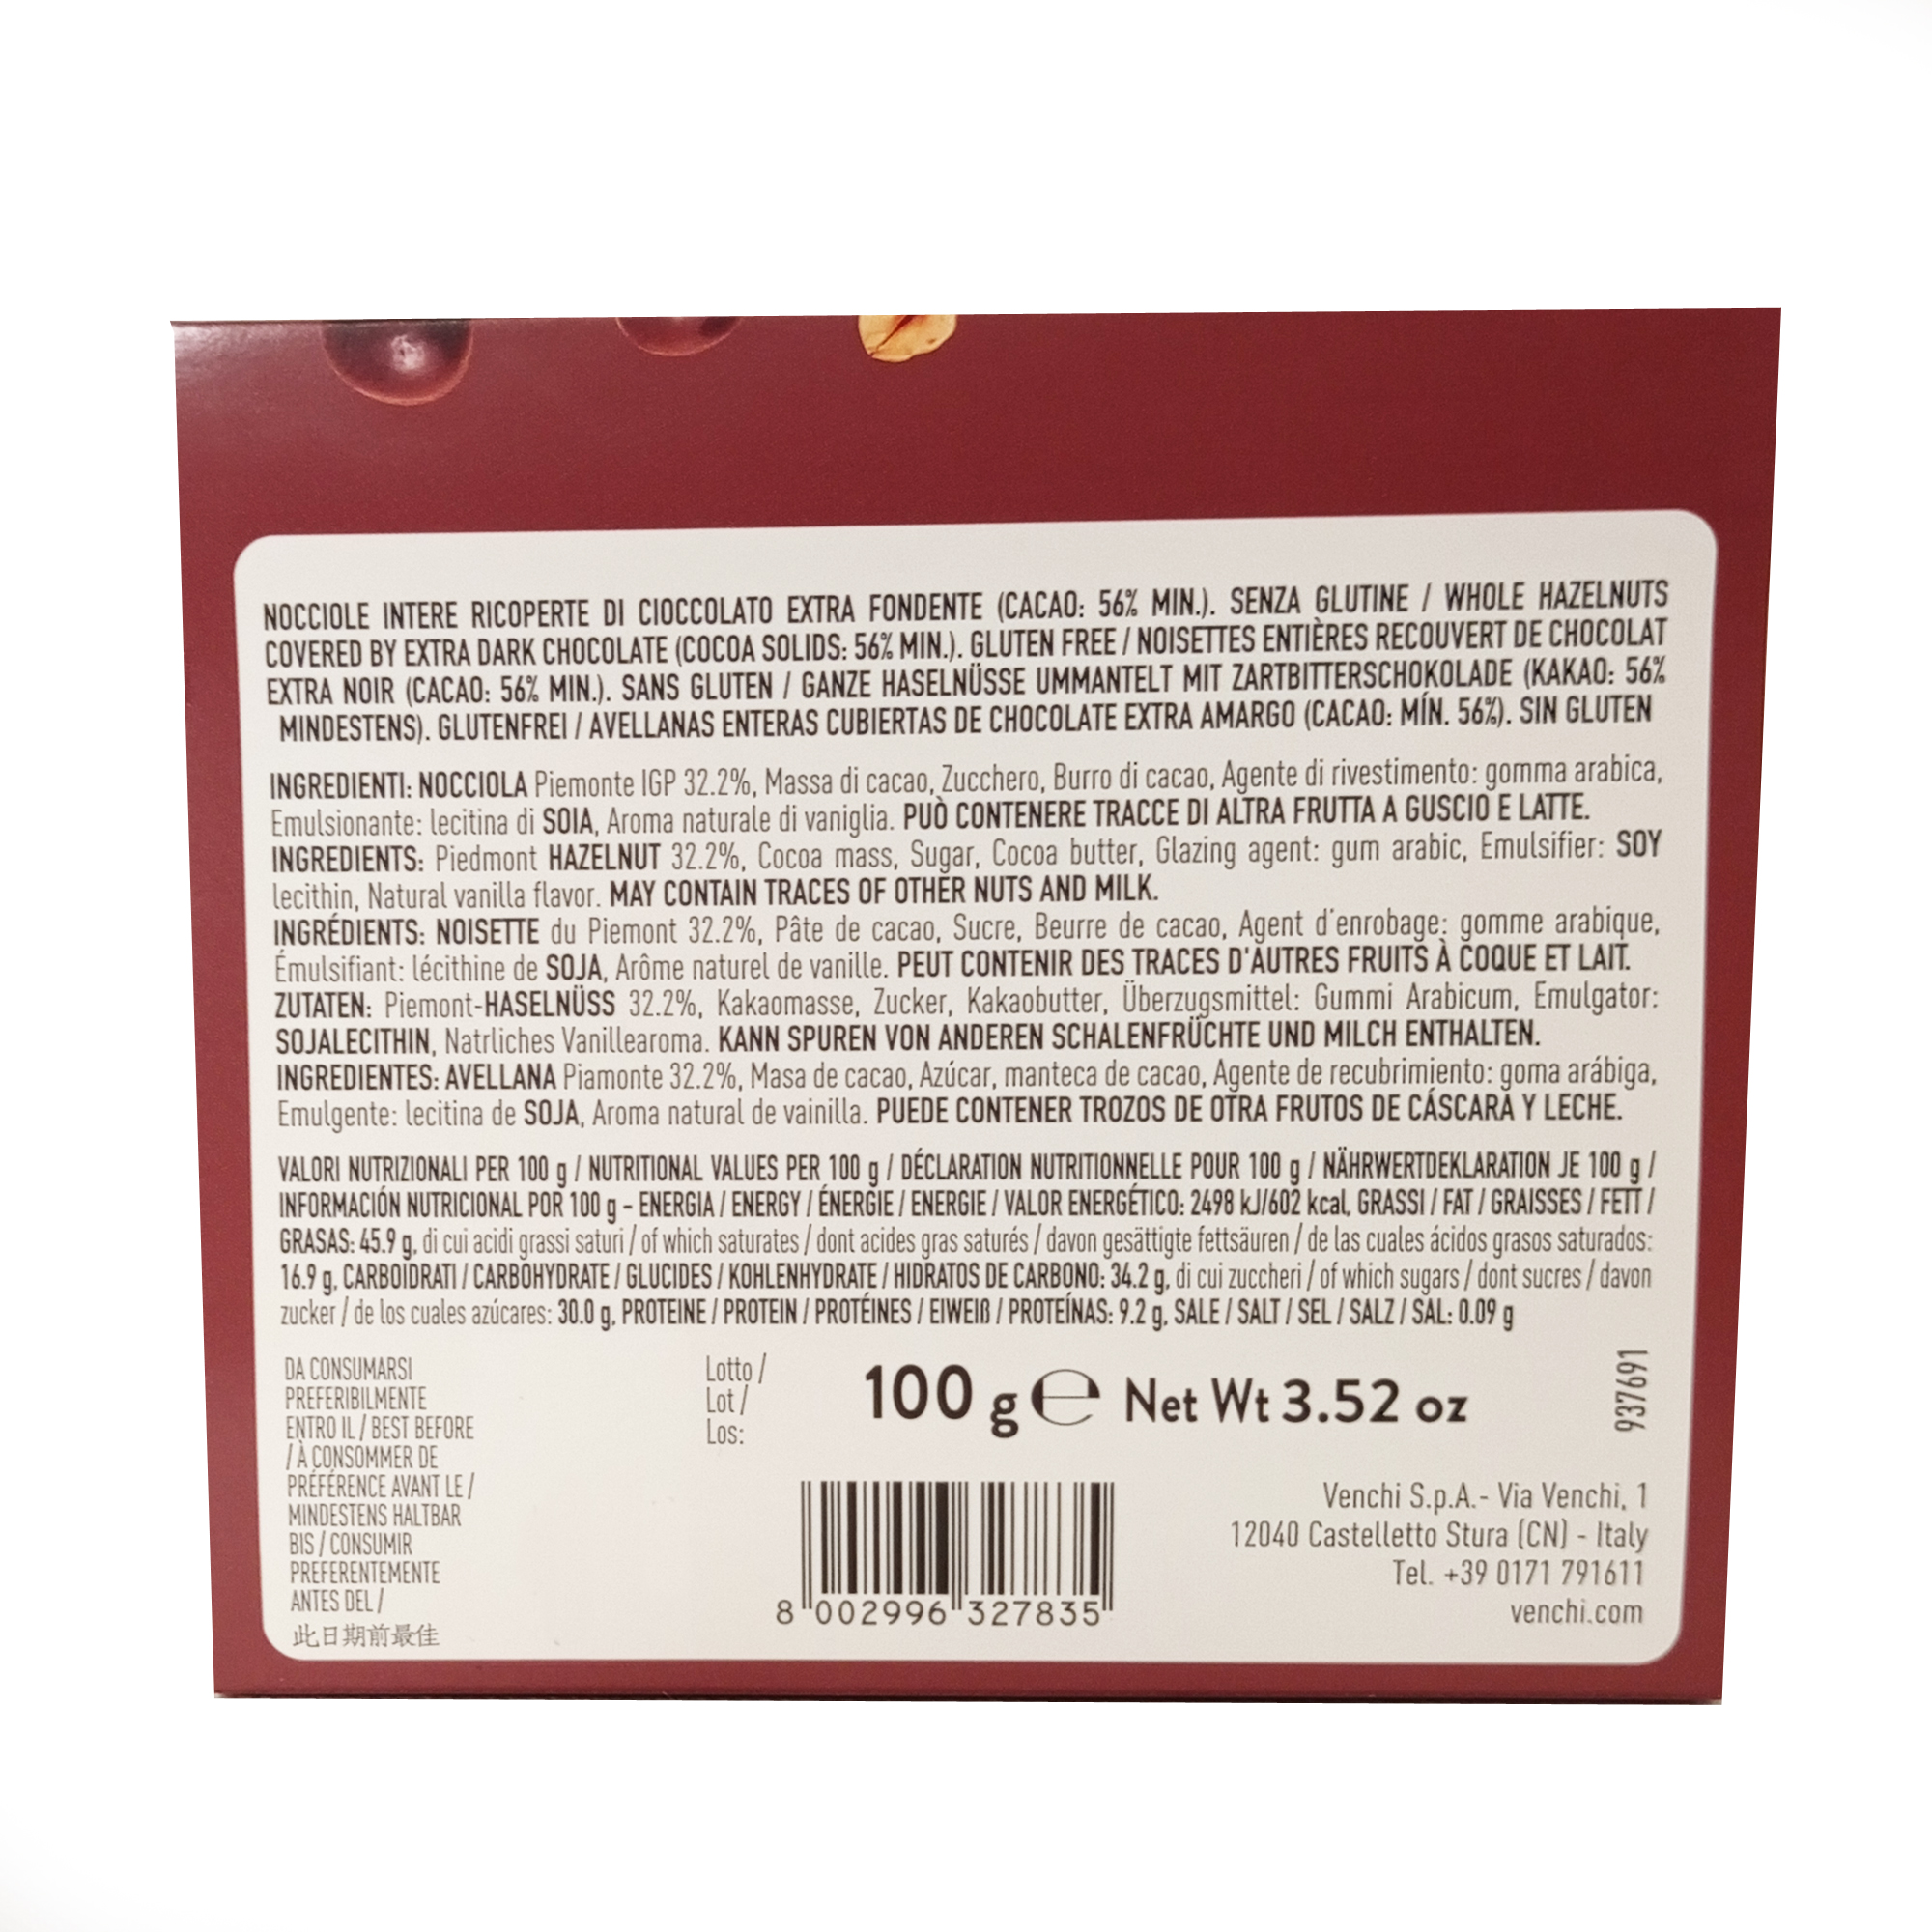 NOCCIOLE INTERE RICOPERTE DI CIOCCOLATO EXTRA FONDENTE (CACAO: 56% MIN.). SENZA GLUTINE / WHOLE HAZELNUTS
COVERED BY EXTRA DARK CHOCOLATE (COCOA SOLIDS: 56% MIN.). GLUTEN FREE / NOISETTES ENTIÈRES RECOUVERT DE CHOCOLAT
EXTRA NOIR (CACAO: 56% MIN.). SANS GLUTEN / GANZE HASELNÜSSE UMMANTELT MIT ZARTBITTERSCHOKOLADE (KAKAO: 56%
MINDESTENS). GLUTENFREI / AVELLANAS ENTERAS CUBIERTAS DE CHOCOLATE EXTRA AMARGO (CACAO: MÍN. 56%). SIN GLUTEN
INGREDIENTI: NOCCIOLA Piemonte IGP 32.2%, Massa di cacao, Zucchero, Burro di cacao, Agente di rivestimento: gomma arabica,
Emulsionante: lecitina di SOIA, Aroma naturale di vaniglia. PUÒ CONTENERE TRACCE DI ALTRA FRUTTA A GUSCIO E LATTE.
INGREDIENTS: Piedmont HAZELNUT 32.2%, Cocoa mass, Sugar, Cocoa butter, Glazing agent: gum arabic, Emulsifier: SOY
lecithin, Natural vanilla flavor. MAY CONTAIN TRACES OF OTHER NUTS AND MILK.
INGRÉDIENTS: NOISETTE du Piemont 32.2%, Pâte de cacao, Sucre, Beurre de cacao, Agent d'enrobage: gomme arabique,
Émulsifiant: lécithine de SOJA, Arôme naturel de vanille. PEUT CONTENIR DES TRACES D'AUTRES FRUITS À COQUE ET LAIT.
ZUTATEN: Piemont-HASELNÜSS 32.2%, Kakaomasse, Zucker, Kakaobutter, Überzugsmittel: Gummi Arabicum, Emulgator:
SOJALECITHIN, Natrliches Vanillearoma. KANN SPUREN VON ANDEREN SCHALENFRÜCHTE UND MILCH ENTHALTEN.
INGREDIENTES: AVELLANA Piamonte 32.2%, Masa de cacao, Azúcar, manteca de cacao, Agente de recubrimiento: goma arábiga,
Emulgente: lecitina de SOJA, Aroma natural de vainilla. PUEDE CONTENER TROZOS DE OTRA FRUTOS DE CÁSCARA Y LECHE.
VALORI NUTRIZIONALI PER 100 g / NUTRITIONAL VALUES PER 100 g / DÉCLARATION NUTRITIONNELLE POUR 100 g / NÄHRWERTDEKLARATION JE 100 g /
INFORMACIÓN NUTRICIONAL POR 100 g - ENERGIA / ENERGY / ÉNERGIE / ENERGIE / VALOR ENERGÉTICO: 2498 kJ/602 kcal, GRASSI / FAT / GRAISSES / FETT /
GRASAS: 45.9 g, di cui acidi grassi saturi / of which saturates / dont acides gras saturés / davon gesättigte fettsäuren / de las cuales ácidos grasos saturados:
16.9 g, CARBOIDRATI / CARBOHYDRATE / GLUCIDES / KOHLENHYDRATE / HIDRATOS DE CARBONO: 34.2 g, di cui zuccheri / of which sugars / dont sucres / davon
zucker / de los cuales azúcares: 30.0 g, PROTEINE / PROTEIN / PROTÉINES / EIWEIß / PROTEÍNAS: 9.2 g, SALE / SALT / SEL / SALZ / SAL: 0.09 g
DA CONSUMARSI
PREFERIBILMENTE
ENTRO IL / BEST BEFORE
/ À CONSOMMER DE
PRÉFÉRENCE AVANT LE /
MINDESTENS HALTBAR
BIS / CONSUMIR
PREFERENTEMENTE
ANTES DEL /
此日期前最佳
Lotto /
Lot /
Los:
100 g ℮ Net Wt 3.52 oz
937691
8 002996 327835
Venchi S.p.A.- Via Venchi, 1
12040 Castelletto Stura (CN) - Italy
Tel. +39 0171 791611
venchi.com